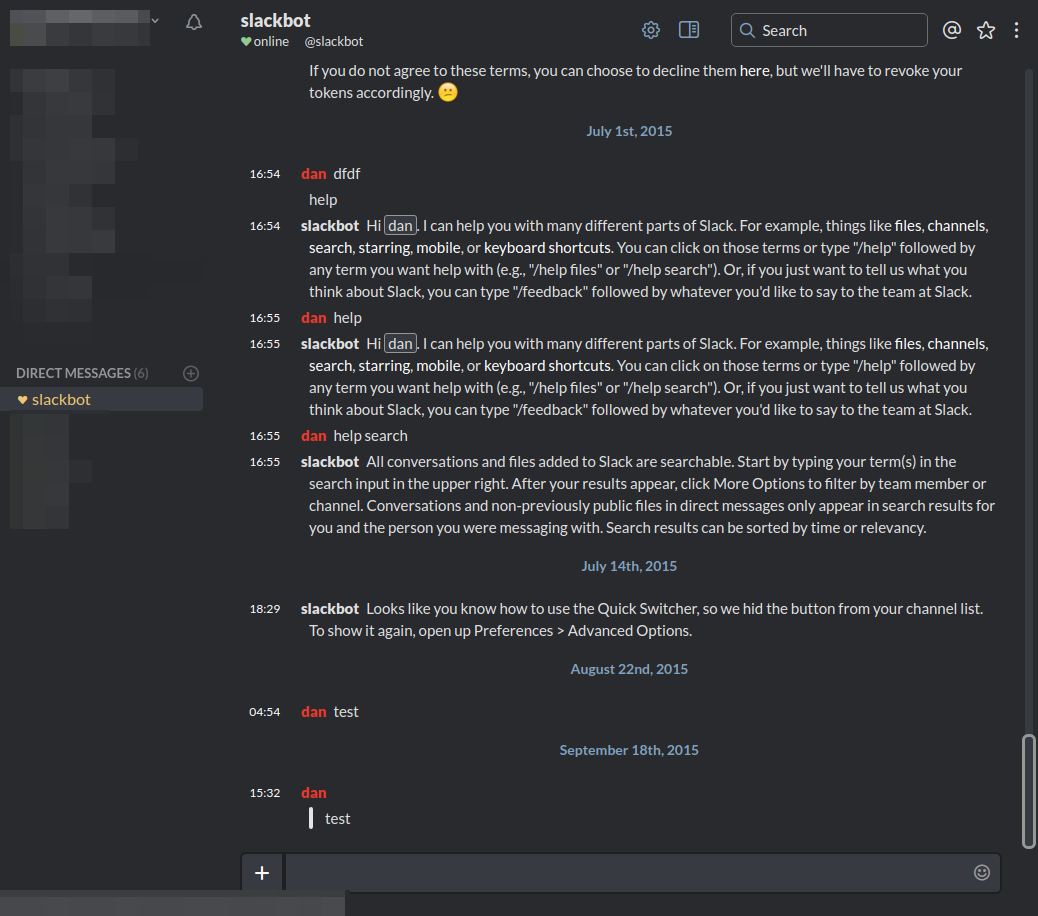 slackbot
online @slackbot
Search
If you do not agree to these terms, you can choose to decline them here, but we'll have to revoke your
tokens accordingly. 😕
July 1st, 2015
16:54 dan dfdf
help
16:54 slackbot Hi dan. I can help you with many different parts of Slack. For example, things like files, channels,
search, starring, mobile, or keyboard shortcuts. You can click on those terms or type "/help" followed by
any term you want help with (e.g., "/help files" or "/help search"). Or, if you just want to tell us what you
think about Slack, you can type "/feedback" followed by whatever you'd like to say to the team at Slack.
16:55 dan help
16:55 slackbot Hi dan. I can help you with many different parts of Slack. For example, things like files, channels,
search, starring, mobile, or keyboard shortcuts. You can click on those terms or type "/help" followed by
any term you want help with (e.g., "/help files" or "/help search"). Or, if you just want to tell us what you
think about Slack, you can type "/feedback" followed by whatever you'd like to say to the team at Slack.
16:55 dan help search
16:55 slackbot All conversations and files added to Slack are searchable. Start by typing your term(s) in the
search input in the upper right. After your results appear, click More Options to filter by team member or
channel. Conversations and non-previously public files in direct messages only appear in search results for
you and the person you were messaging with. Search results can be sorted by time or relevancy.
July 14th, 2015
18:29 slackbot Looks like you know how to use the Quick Switcher, so we hid the button from your channel list.
To show it again, open up Preferences > Advanced Options.
August 22nd, 2015
04:54 dan test
September 18th, 2015
15:32 dan
test
DIRECT MESSAGES (6)
slackbot